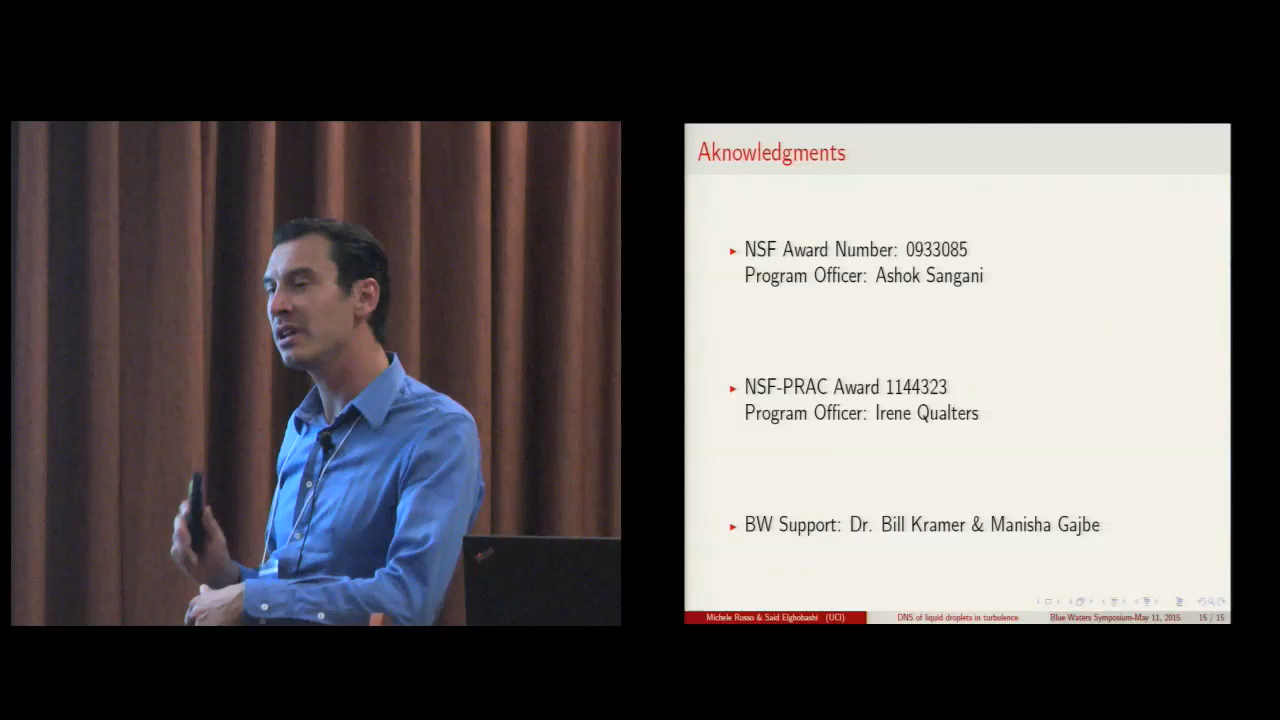 Aknowledgments
NSF Award Number: 0933085
Program Officer: Ashok Sangani
NSF-PRAC Award 1144323
Program Officer: Irene Qualters
BW Support: Dr. Bill Kramer & Manisha Gajbe
Michele Rosso & Said Elghobashi (UCI) DNS of liquid droplets in turbulence Blue Waters Symposium-May 11, 2015 15 / 15